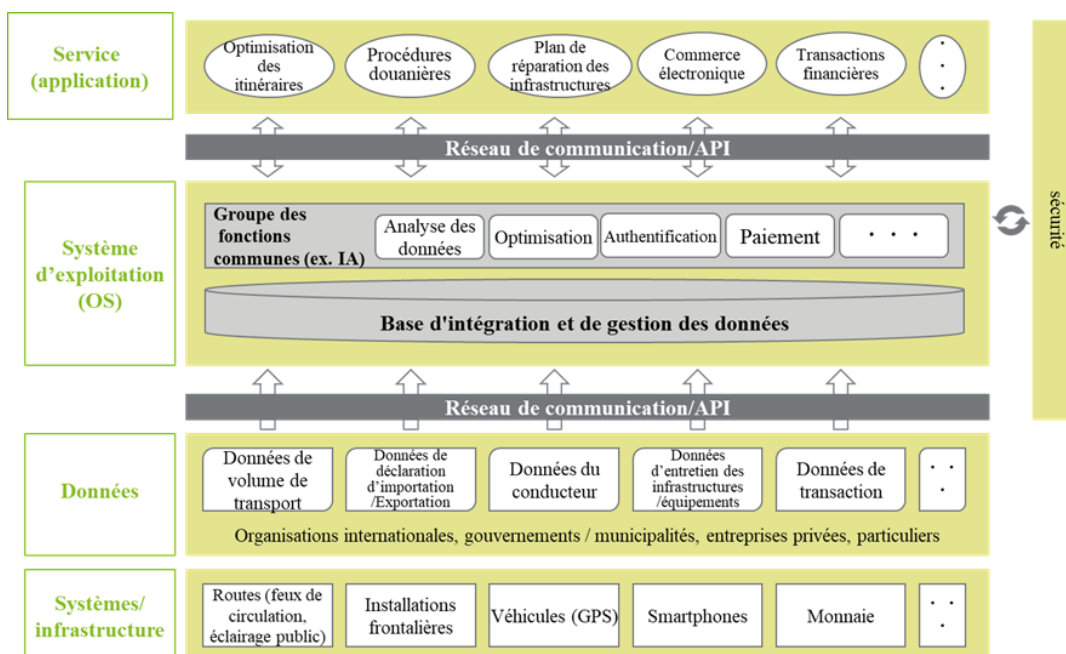 Service
(application)
Optimisation
des
itinéraires
Procédures
douanières
Plan de
réparation des
infrastructures
Commerce
électronique
Transactions
financières
. . .
Réseau de communication/API
Système
d'exploitation
(OS)
Groupe des
fonctions
communes (ex. IA)
Analyse des
données
Optimisation
Authentification
Paiement
. . .
Base d'intégration et de gestion des données
sécurité
Réseau de communication/API
Données
Données de
volume de
transport
Données de
déclaration
d'importation
/Exportation
Données du
conducteur
Données
d'entretien des
infrastructures
/équipements
Données de
transaction
. . .
Organisations internationales, gouvernements / municipalités, entreprises privées, particuliers
Systèmes/
infrastructure
Routes (feux de
circulation,
éclairage public)
Installations
frontalières
Véhicules (GPS)
Smartphones
Monnaie
. . .